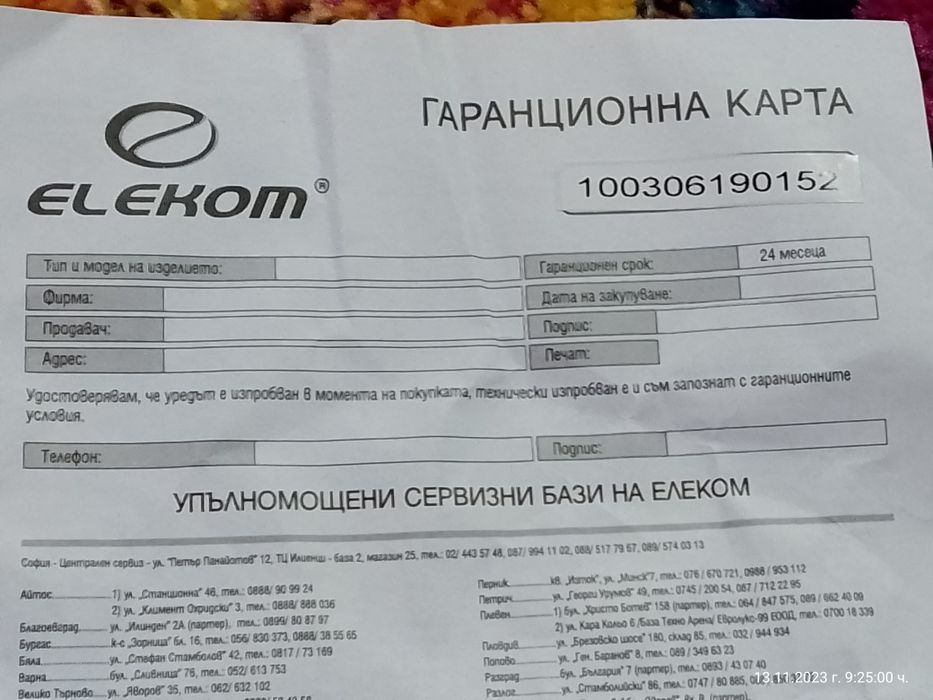 ELEKOM®
ГАРАНЦИОННА КАРТА
100306190152
Тип и модел на изделието:
Гаранционен срок: 24 месеца
Фирма:
Дата на закупуване:
Продавач:
Подпис:
Адрес:
Печат:
Удостоверявам, че уредът е изпробван в момента на покупката, технически изпробван е и съм запознат с гаранционните
условия.
Телефон:
Подпис:
УПЪЛНОМОЩЕНИ СЕРВИЗНИ БАЗИ НА ЕЛЕКОМ
София - Централен сервиз - ул. "Петър Панайотов" 12, ТЦ Илиенци - база 2, магазин 25, тел.: 02/ 443 57 48, 087/ 994 11 02, 088/ 517 79 67, 089/ 574 03 13
Айтос 1) ул. „Станционна" 46, тел.: 0888/ 90 99 24
2) ул. „Климент Охридски" 3, тел.: 0888/ 888 036
Благоевград ул. „Илинден" 2А (партер), тел.: 0899/ 80 87 97
Бургас к-с „Зорница" бл. 16, тел.: 056/ 830 373, 0888/ 38 55 65
Бяла ул. „Стефан Стамболов" 42, тел.: 0817 / 73 169
Варна бул. „Сливница" 76, тел.: 052/ 613 753
Велико Търново ул. „Яворов" 35, тел.: 062/ 632 102
Перник кв. „Изток", ул. „Минск"7, тел.: 076 / 670 721, 0988 / 953 112
Петрич ул. „Георги Урумов" 49, тел.: 0745 / 200 54, 087 / 712 22 95
Плевен 1) бул. „Христо Ботев" 158 (партер), тел.: 064 / 847 575, 089 / 662 40 09
2) ул. Кара Кольо 6 /База Техно Арена/ Евролукс-99 ЕООД, тел.: 0700 18 339
Пловдив ул. „Брезовско шосе" 180, склад 85, тел.: 032 / 944 934
Попово ул. „Ген. Баранов" 8, тел.: 089 / 349 63 23
Разград бул. „България" 7 (партер), тел.: 0893 / 43 07 40
Разлог ул. „Стамболийски" 86, тел.: 0747 / 80 885,
13.11.2023 г. 9:25:00 ч.